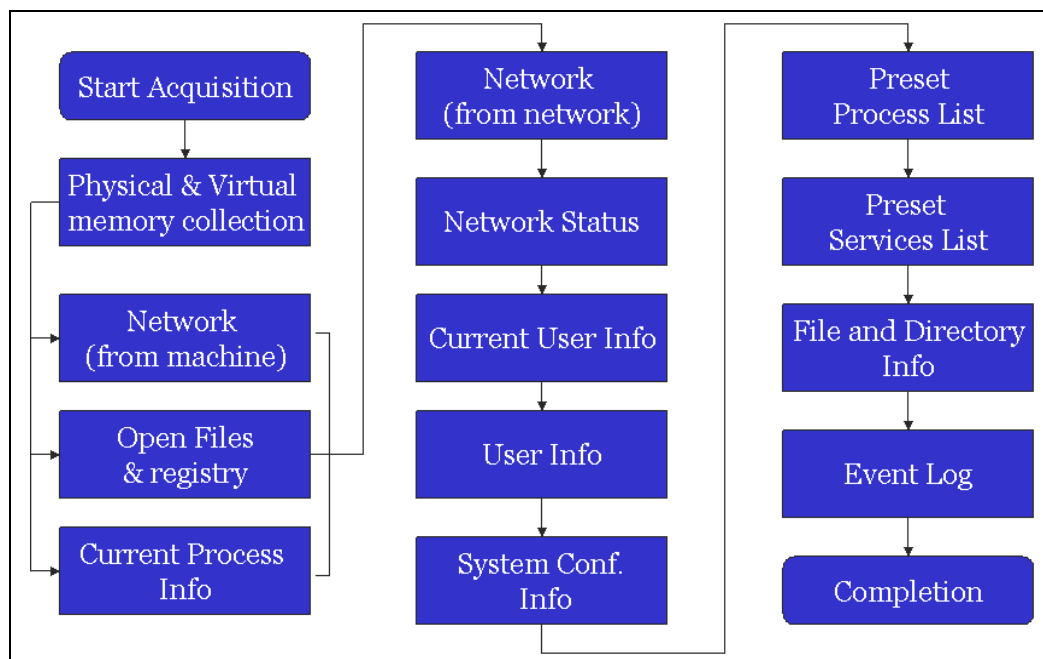 Start Acquisition
Physical & Virtual
memory collection
Network
(from machine)
Open Files
& registry
Current Process
Info
Network
(from network)
Network Status
Current User Info
User Info
System Conf.
Info
Preset
Process List
Preset
Services List
File and Directory
Info
Event Log
Completion